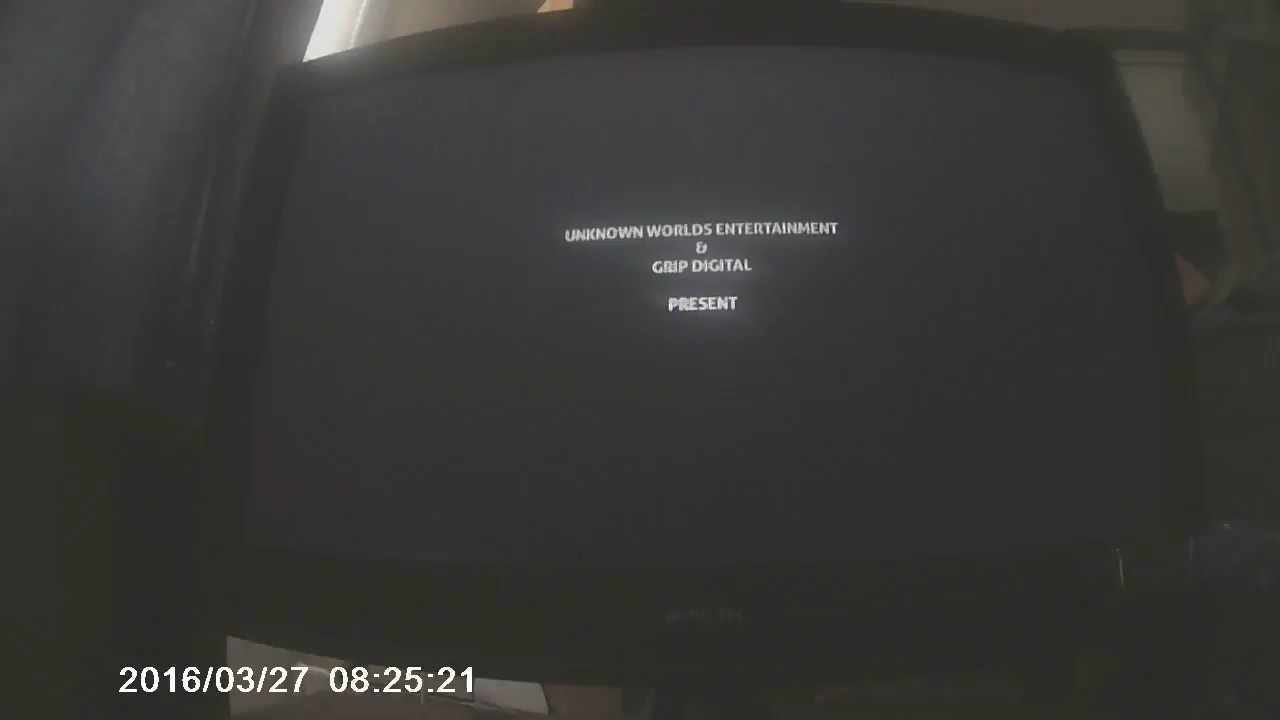 UNKNOWN WORLDS ENTERTAINMENT
&
GRIP DIGITAL
PRESENT
2016/03/27 08:25:21